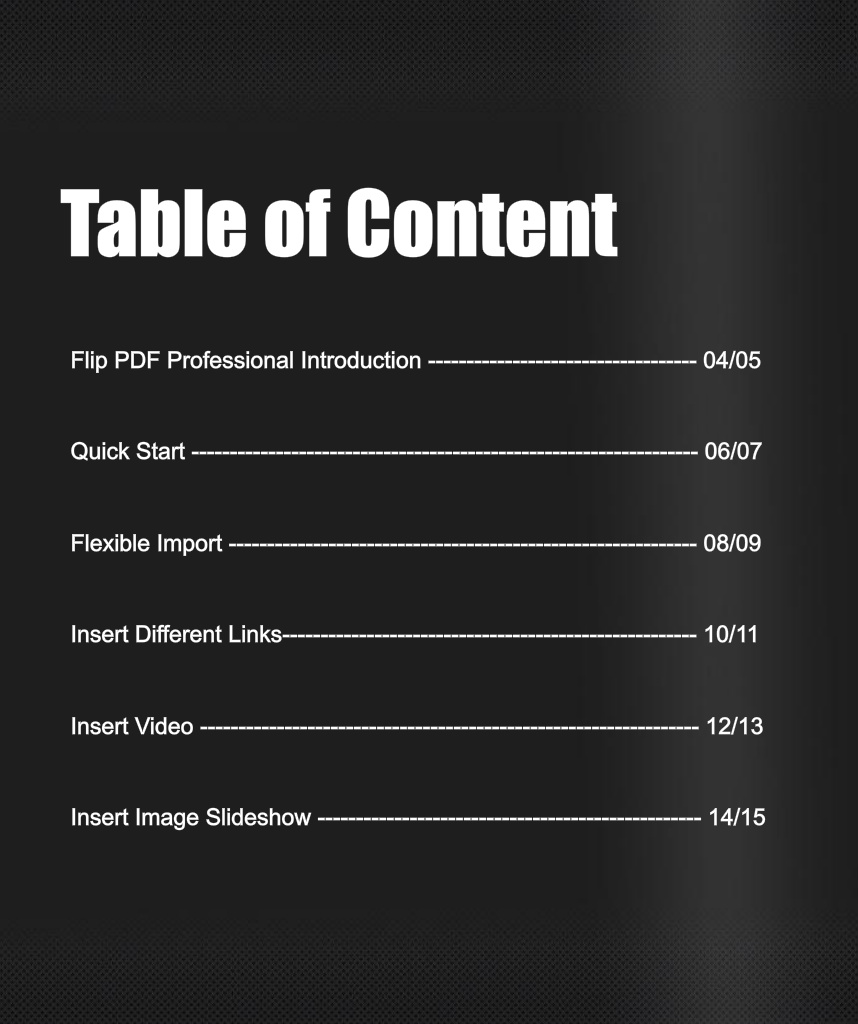 Table of Content
Flip PDF Professional Introduction ----------------------------------- 04/05
Quick Start ------------------------------------------------------------------ 06/07
Flexible Import ------------------------------------------------------------- 08/09
Insert Different Links------------------------------------------------------ 10/11
Insert Video ----------------------------------------------------------------- 12/13
Insert Image Slideshow -------------------------------------------------- 14/15